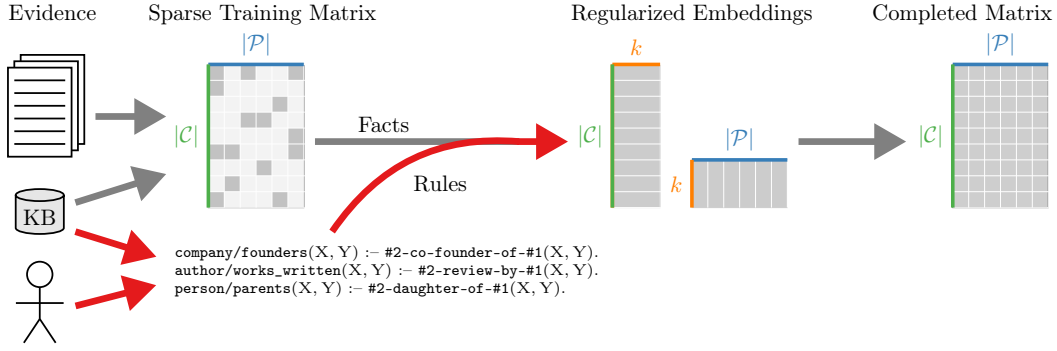 Evidence
Sparse Training Matrix
Regularized Embeddings
Completed Matrix
|𝒫|
k
|𝒫|
|𝒞|
Facts
|𝒞|
|𝒫|
|𝒞|
Rules
k
KB
company/founders(X, Y) :– #2-co-founder-of-#1(X, Y).
author/works_written(X, Y) :– #2-review-by-#1(X, Y).
person/parents(X, Y) :– #2-daughter-of-#1(X, Y).